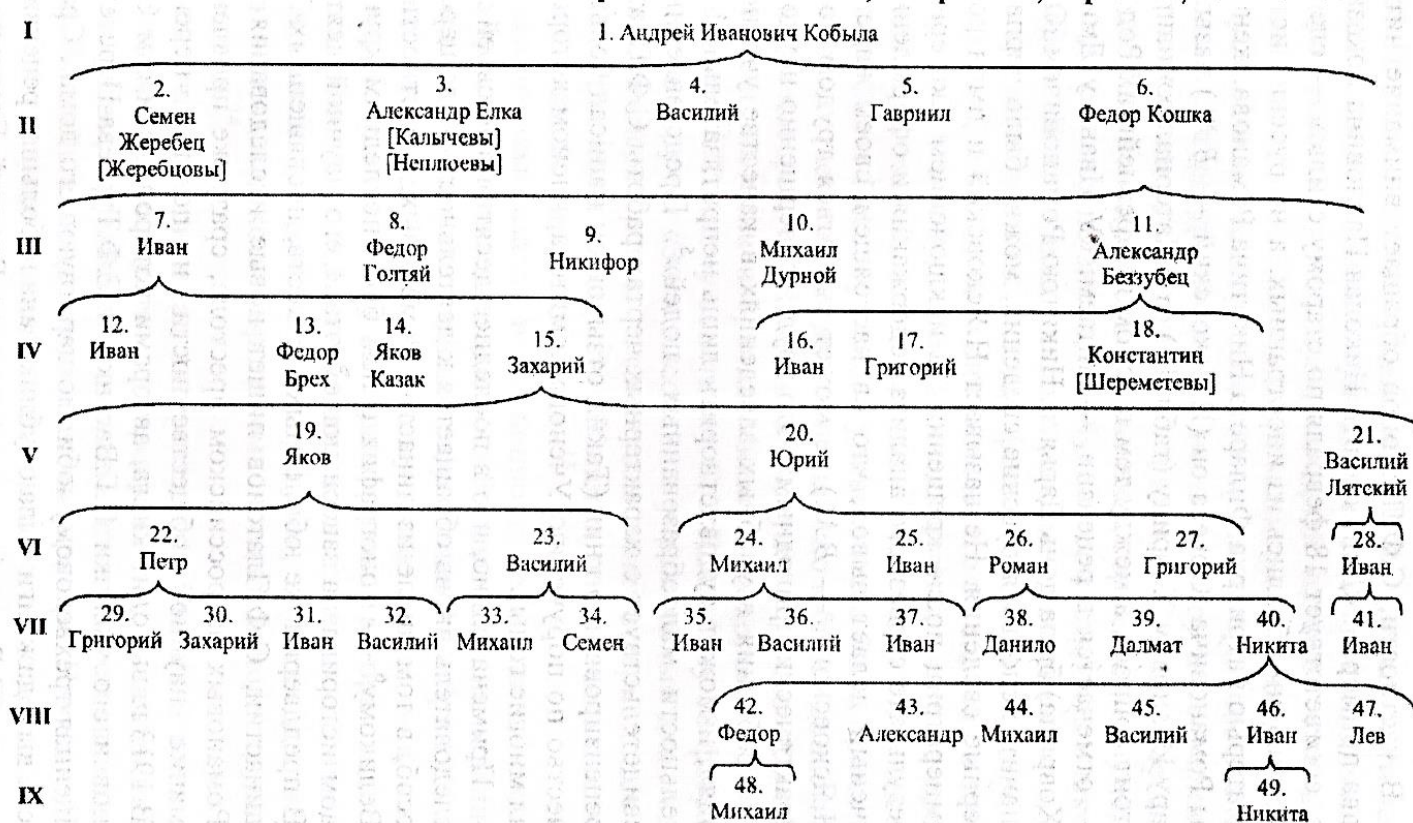 I
1. Андрей Иванович Кобыла
II
2.
Семен
Жеребец
[Жеребцовы]
3.
Александр Елка
[Калычевы]
[Неплюевы]
4.
Василий
5.
Гавриил
6.
Федор Кошка
III
7.
Иван
8.
Федор
Голтяй
9.
Никифор
10.
Михаил
Дурной
11.
Александр
Беззубец
IV
12.
Иван
13.
Федор
Брех
14.
Яков
Казак
15.
Захарий
16.
Иван
17.
Григорий
18.
Константин
[Шереметевы]
V
19.
Яков
20.
Юрий
21.
Василий
Лятский
VI
22.
Петр
23.
Василий
24.
Михаил
25.
Иван
26.
Роман
27.
Григорий
28.
Иван
VII
29.
Григорий
30.
Захарий
31.
Иван
32.
Василий
33.
Михаил
34.
Семен
35.
Иван
36.
Василий
37.
Иван
38.
Данило
39.
Далмат
40.
Никита
41.
Иван
VIII
42.
Федор
43.
Александр
44.
Михаил
45.
Василий
46.
Иван
47.
Лев
IX
48.
Михаил
49.
Никита